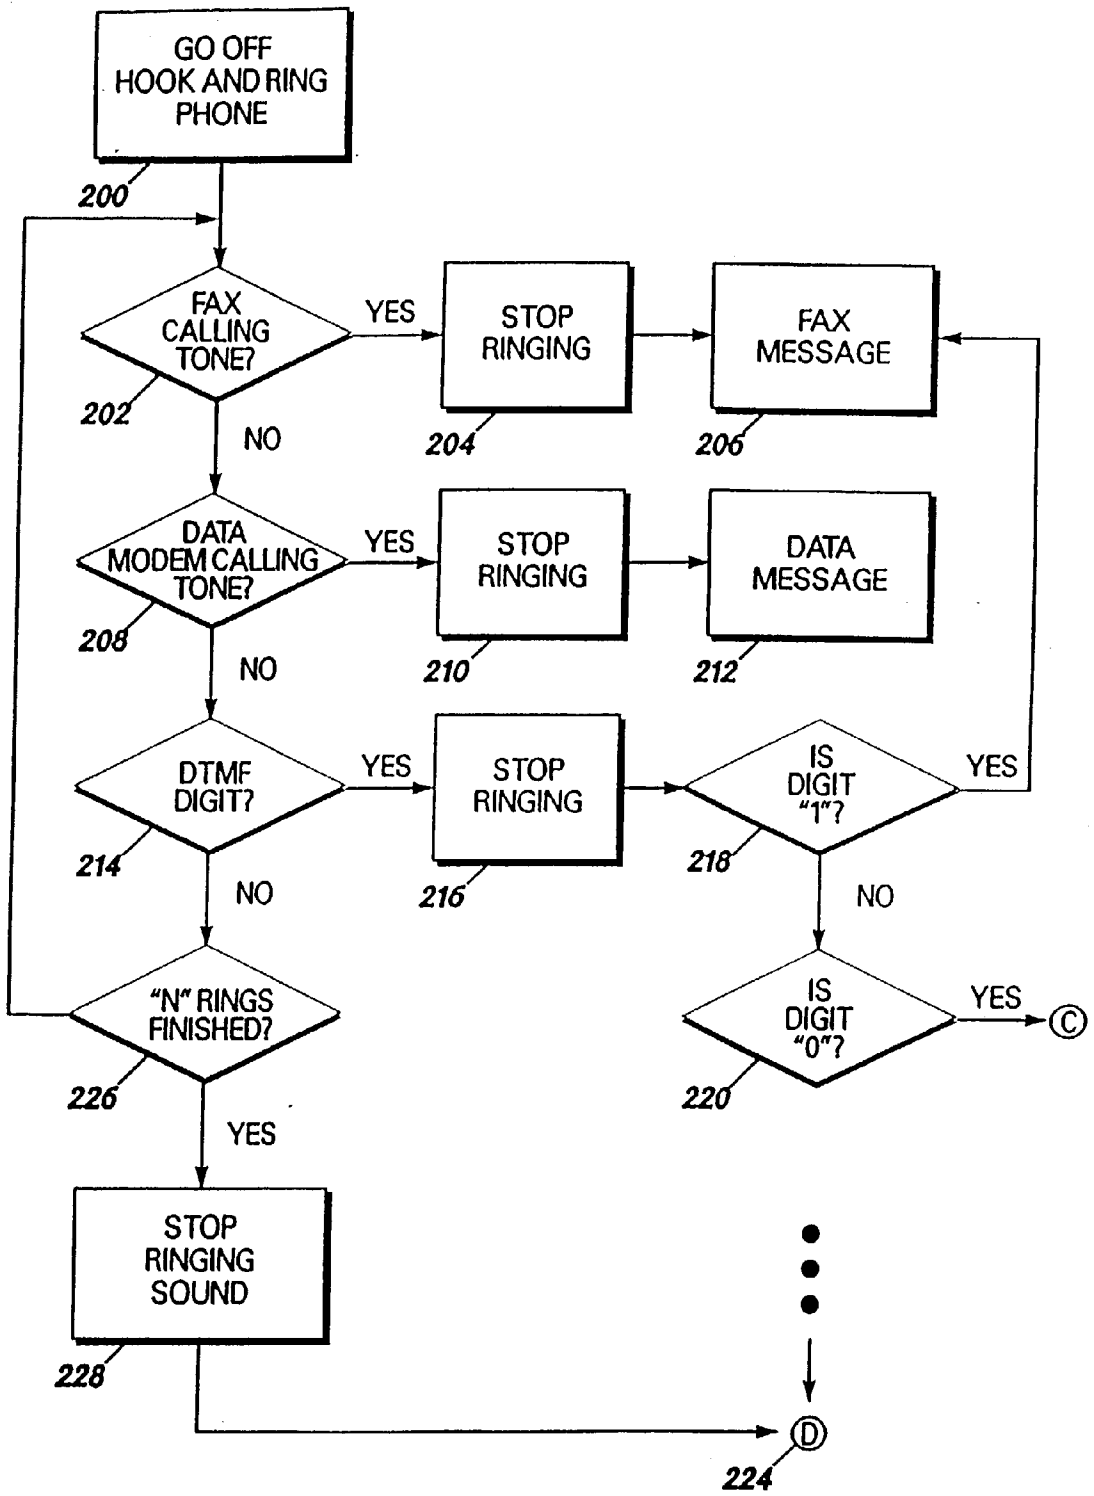 GO OFF
HOOK AND RING
PHONE
200
FAX
CALLING
TONE?
202
YES
STOP
RINGING
204
FAX
MESSAGE
206
NO
DATA
MODEM CALLING
TONE?
208
YES
STOP
RINGING
210
DATA
MESSAGE
212
NO
DTMF
DIGIT?
214
YES
STOP
RINGING
216
IS
DIGIT
"1"?
218
YES
NO
NO
"N" RINGS
FINISHED?
226
IS
DIGIT
"0"?
220
YES
C
YES
STOP
RINGING
SOUND
228
D
224